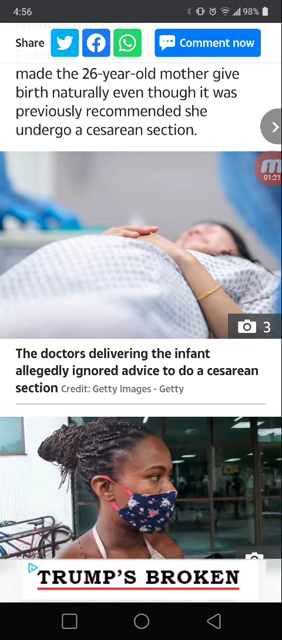 4:56
98%
Share
Comment now
made the 26-year-old mother give
birth naturally even though it was
previously recommended she
undergo a cesarean section.
01:21
3
The doctors delivering the infant
allegedly ignored advice to do a cesarean
section Credit: Getty Images - Getty
TRUMP'S BROKEN